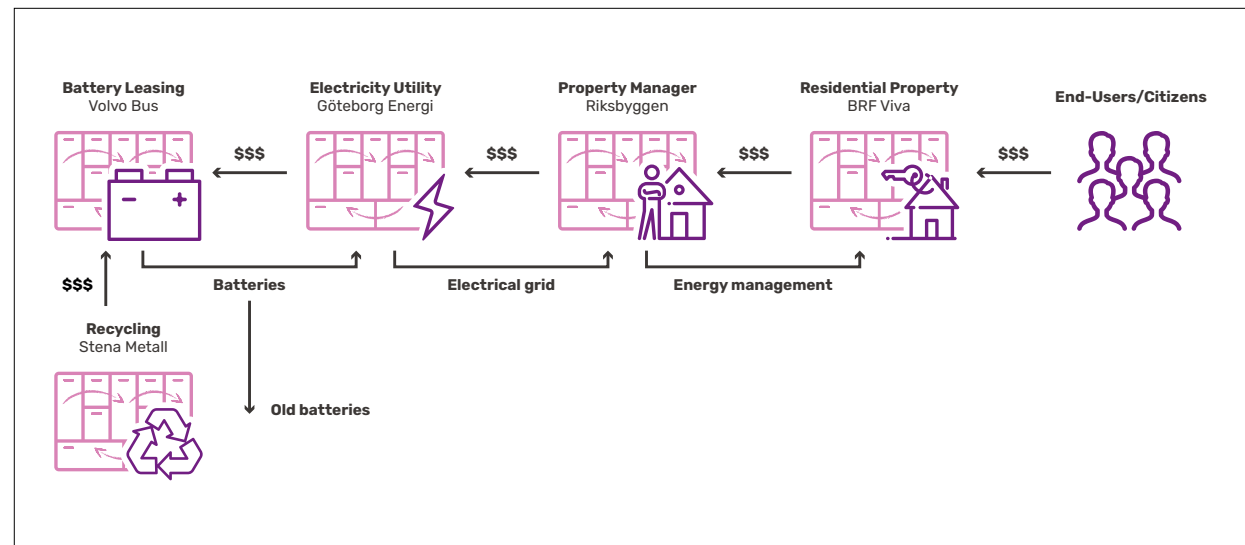 Battery Leasing
Volvo Bus
Electricity Utility
Göteborg Energi
Property Manager
Riksbyggen
Residential Property
BRF Viva
End-Users/Citizens
$$$
$$$
$$$
$$$
Batteries
Electrical grid
Energy management
$$$
Recycling
Stena Metall
Old batteries